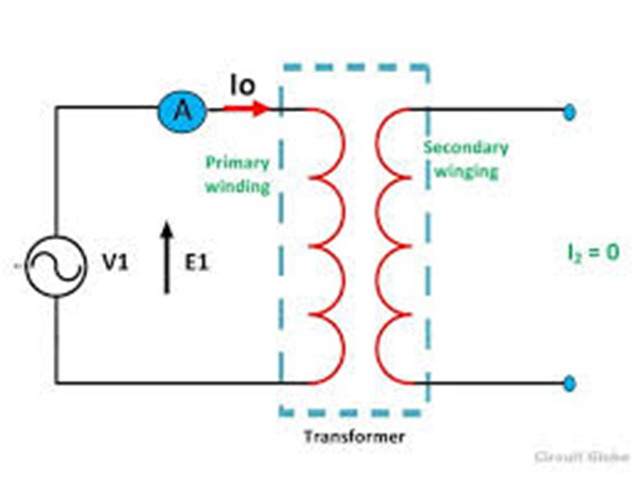 Io
A
Primary
winding
Secondary
winging
V1
E1
I₂ = 0
Transformer
Circuit Globe